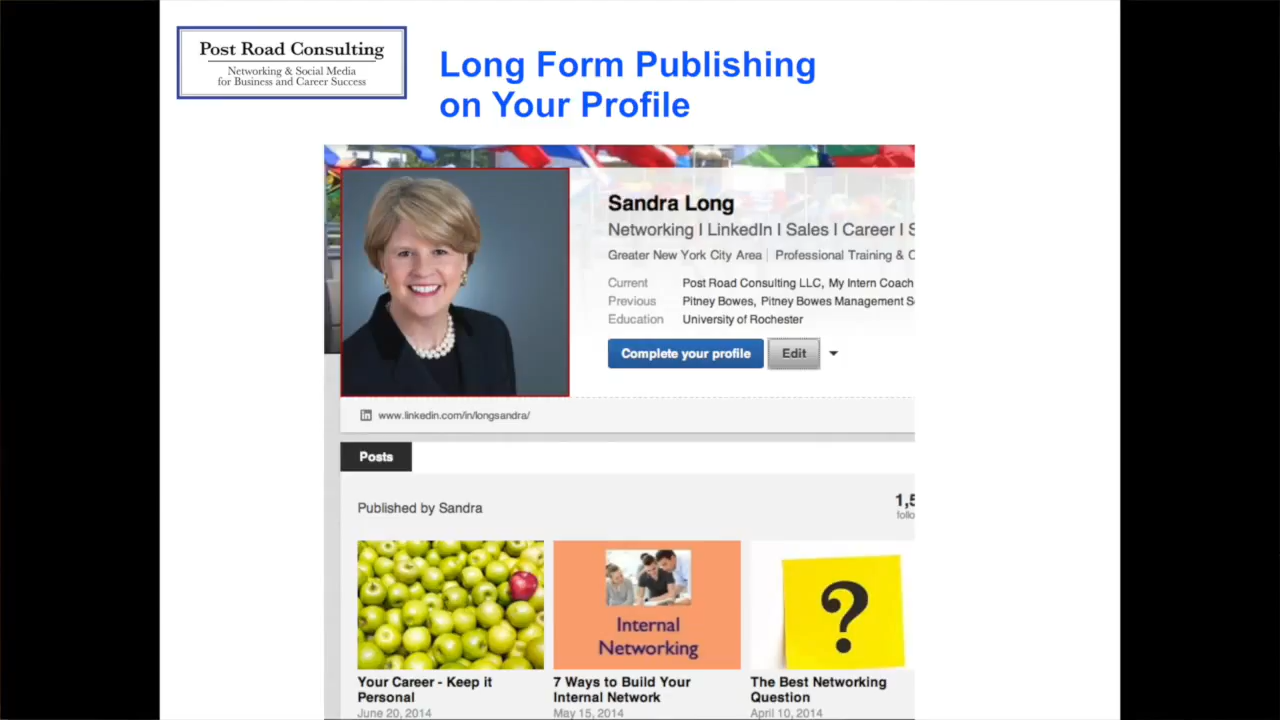 Post Road Consulting
Networking & Social Media
for Business and Career Success
Long Form Publishing
on Your Profile
Sandra Long
Networking I LinkedIn I Sales I Career I S
Greater New York City Area | Professional Training & C
Current Post Road Consulting LLC, My Intern Coach
Previous Pitney Bowes, Pitney Bowes Management S
Education University of Rochester
Complete your profile Edit
in www.linkedin.com/in/longsandra/
Posts
Published by Sandra
1,5
follo
?
Internal
Networking
Your Career - Keep it
Personal
June 20, 2014
7 Ways to Build Your
Internal Network
May 15, 2014
The Best Networking
Question
April 10, 2014